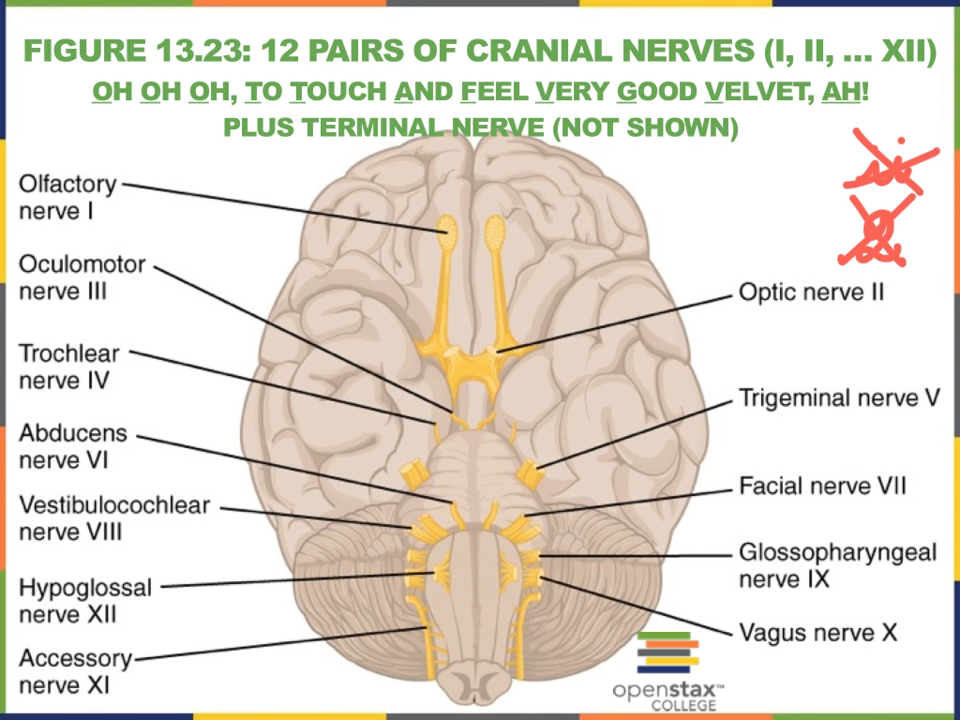 FIGURE 13.23: 12 PAIRS OF CRANIAL NERVES (I, II, … XII)
OH OH OH, TO TOUCH AND FEEL VERY GOOD VELVET, AH!
PLUS TERMINAL NERVE (NOT SHOWN)
Olfactory
nerve I
Oculomotor
nerve III
Optic nerve II
Trochlear
nerve IV
Trigeminal nerve V
Abducens
nerve VI
Facial nerve VII
Vestibulocochlear
nerve VIII
Glossopharyngeal
nerve IX
Hypoglossal
nerve XII
Vagus nerve X
Accessory
nerve XI
openstax™
COLLEGE